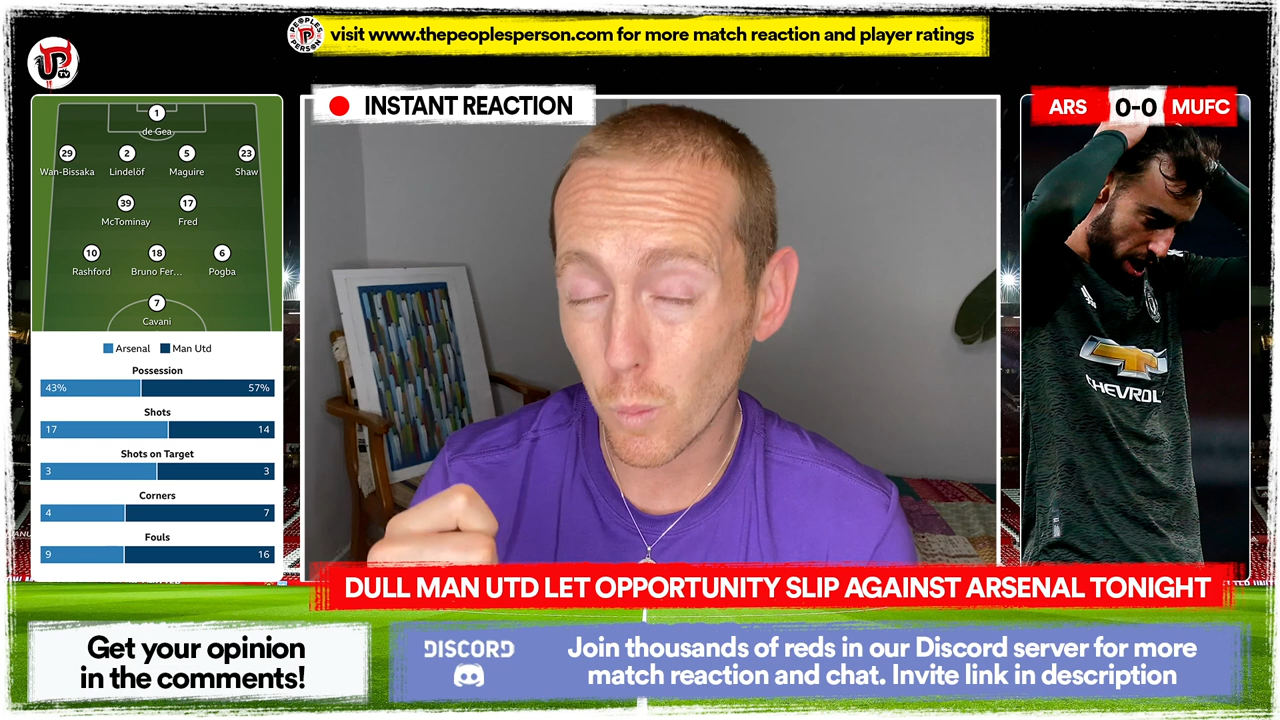 PEOPLES
P
PERSON
visit www.thepeoplesperson.com for more match reaction and player ratings
UP
TV
INSTANT REACTION
ARS 0-0 MUFC
1
de Gea
29 2 5 23
Wan-Bissaka Lindelöf Maguire Shaw
39 17
McTominay Fred
10 18 6
Rashford Bruno Fer... Pogba
7
Cavani
Arsenal Man Utd
Possession
43% 57%
Shots
17 14
Shots on Target
3 3
Corners
4 7
Fouls
9 16
CHEVROL
DULL MAN UTD LET OPPORTUNITY SLIP AGAINST ARSENAL TONIGHT
Get your opinion
in the comments!
DISCORD
Join thousands of reds in our Discord server for more
match reaction and chat. Invite link in description